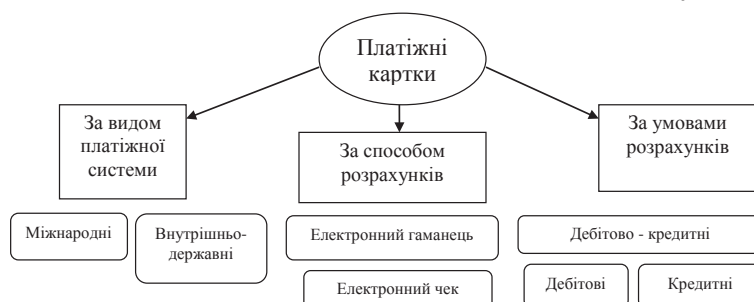 Платіжні
картки
За видом
платіжної
системи
За способом
розрахунків
За умовами
розрахунків
Міжнародні
Внутрішньо-
державні
Електронний гаманець
Дебітово - кредитні
Електронний чек
Дебітові
Кредитні